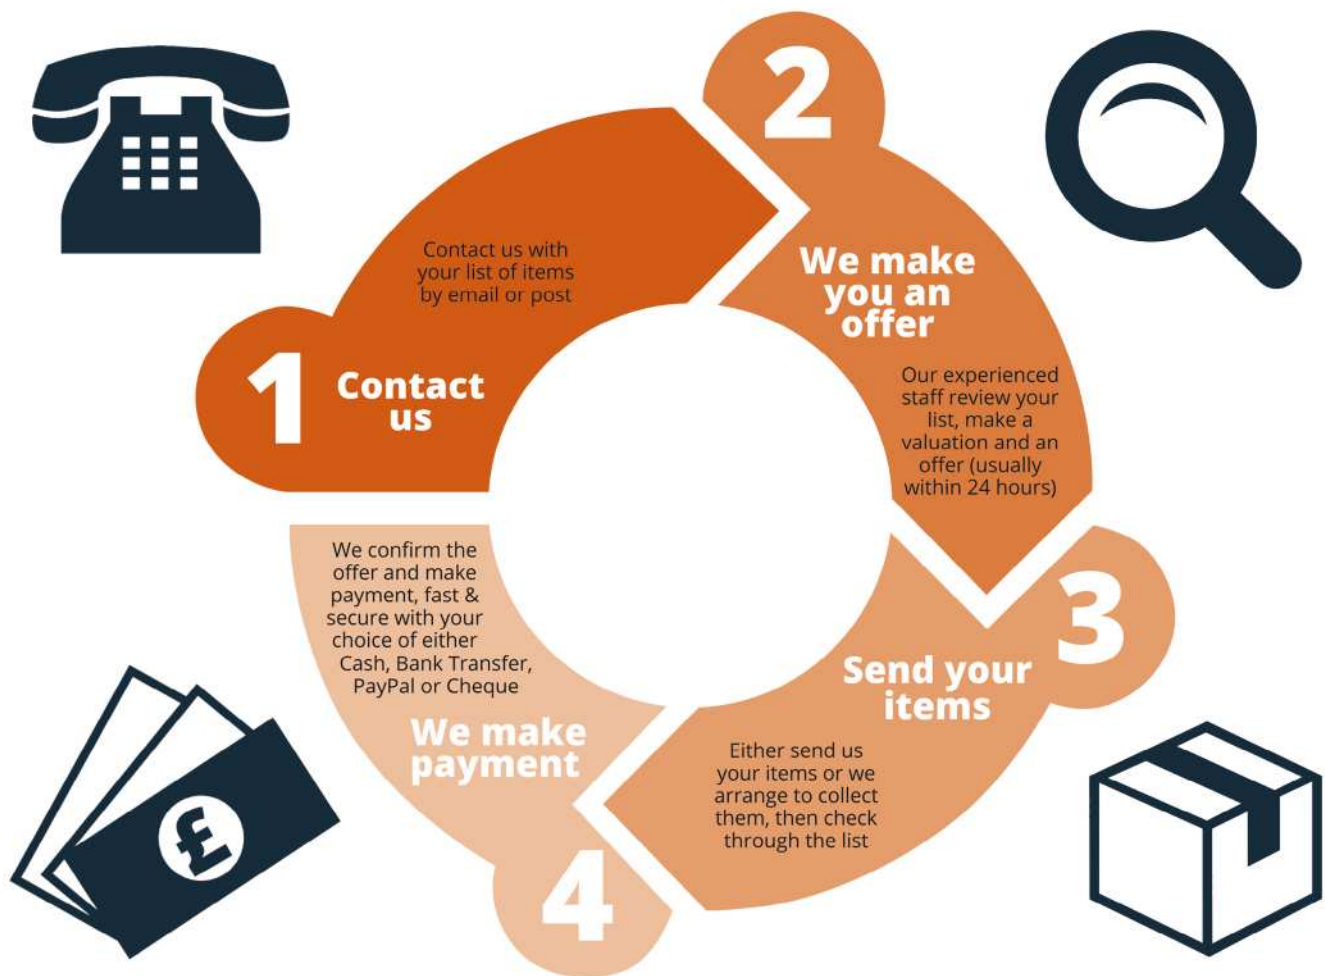 1
Contact
us
Contact us with
your list of items
by email or post
2
We make
you an
offer
Our experienced
staff review your
list, make a
valuation and an
offer (usually
within 24 hours)
3
Send your
items
Either send us
your items or we
arrange to collect
them, then check
through the list
4
We make
payment
We confirm the
offer and make
payment, fast &
secure with your
choice of either
Cash, Bank Transfer,
PayPal or Cheque
£